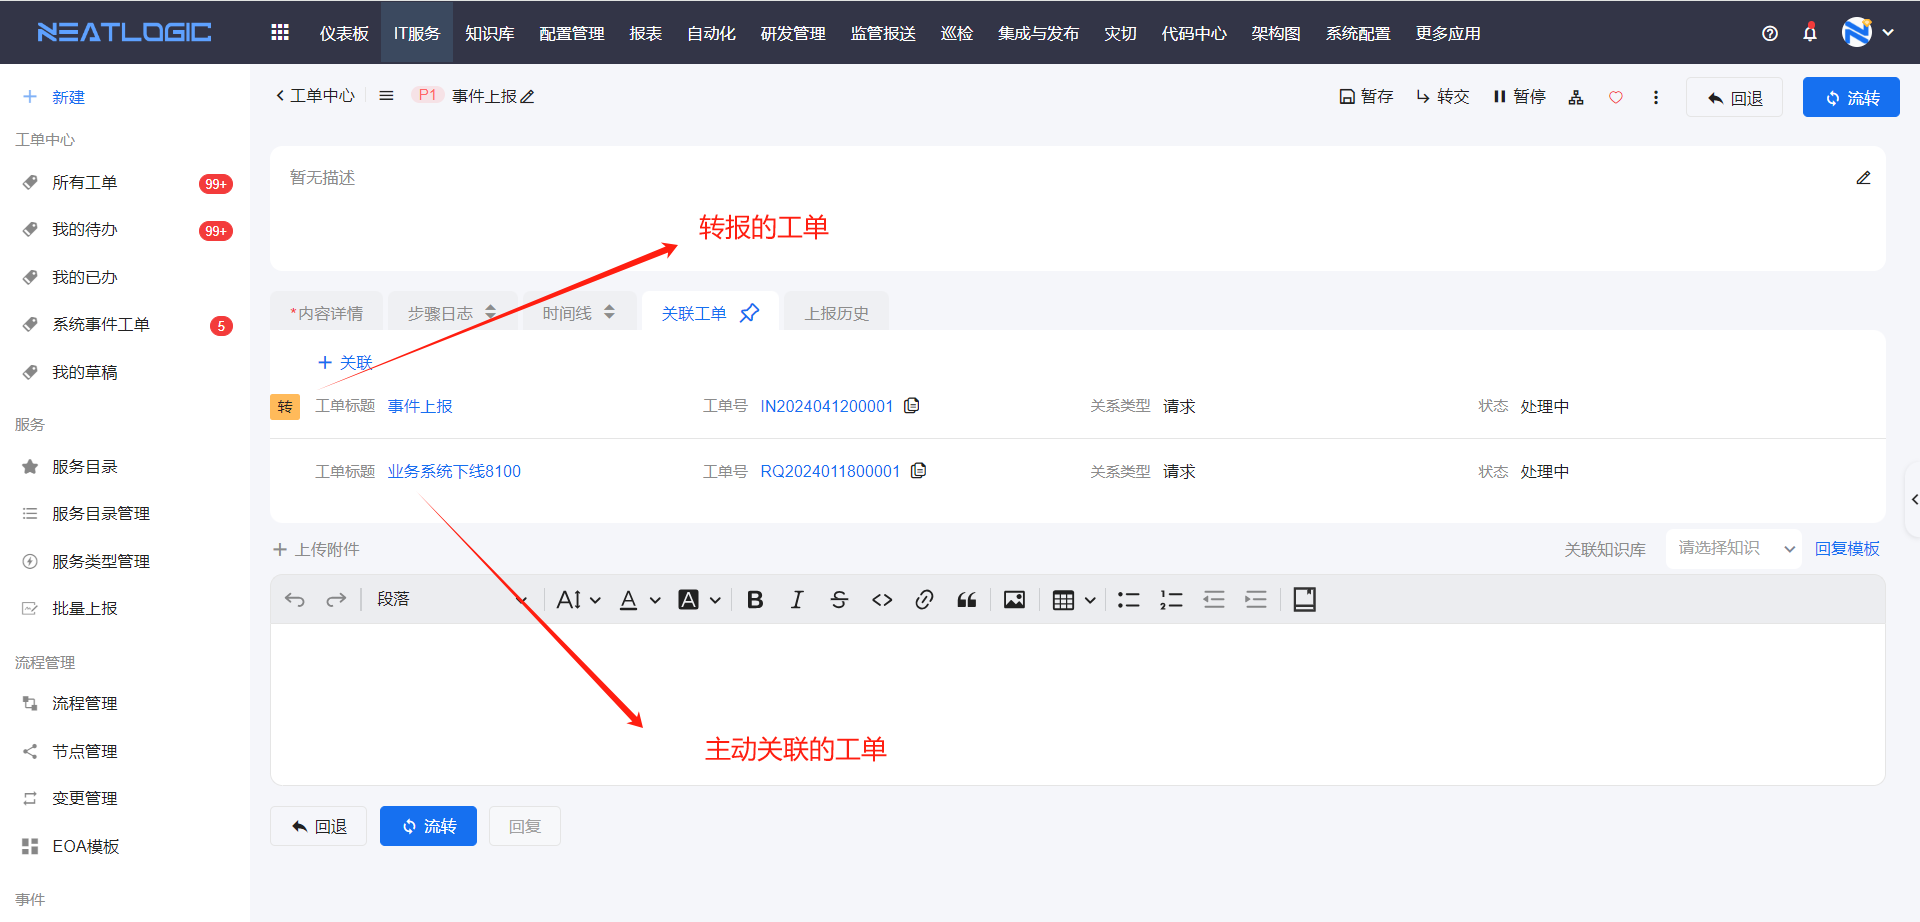 NEATLOGIC 仪表板 IT服务 知识库 配置管理 报表 自动化 研发管理 监管报送 巡检 集成与发布 灾切 代码中心 架构图 系统配置 更多应用
新建
工单中心
所有工单 99+
我的待办 99+
我的已办
系统事件工单 5
我的草稿
服务
服务目录
服务目录管理
服务类型管理
批量上报
流程管理
流程管理
节点管理
变更管理
EOA模板
事件
工单中心 P1 事件上报 暂存 转交 暂停 回退 流转
暂无描述
转报的工单
*内容详情 步骤日志 时间线 关联工单 上报历史
+ 关联
转 工单标题 事件上报 工单号 IN2024041200001 关系类型 请求 状态 处理中
工单标题 业务系统下线8100 工单号 RQ2024011800001 关系类型 请求 状态 处理中
+ 上传附件 关联知识库 请选择知识 回复模板
段落
主动关联的工单
回退 流转 回复